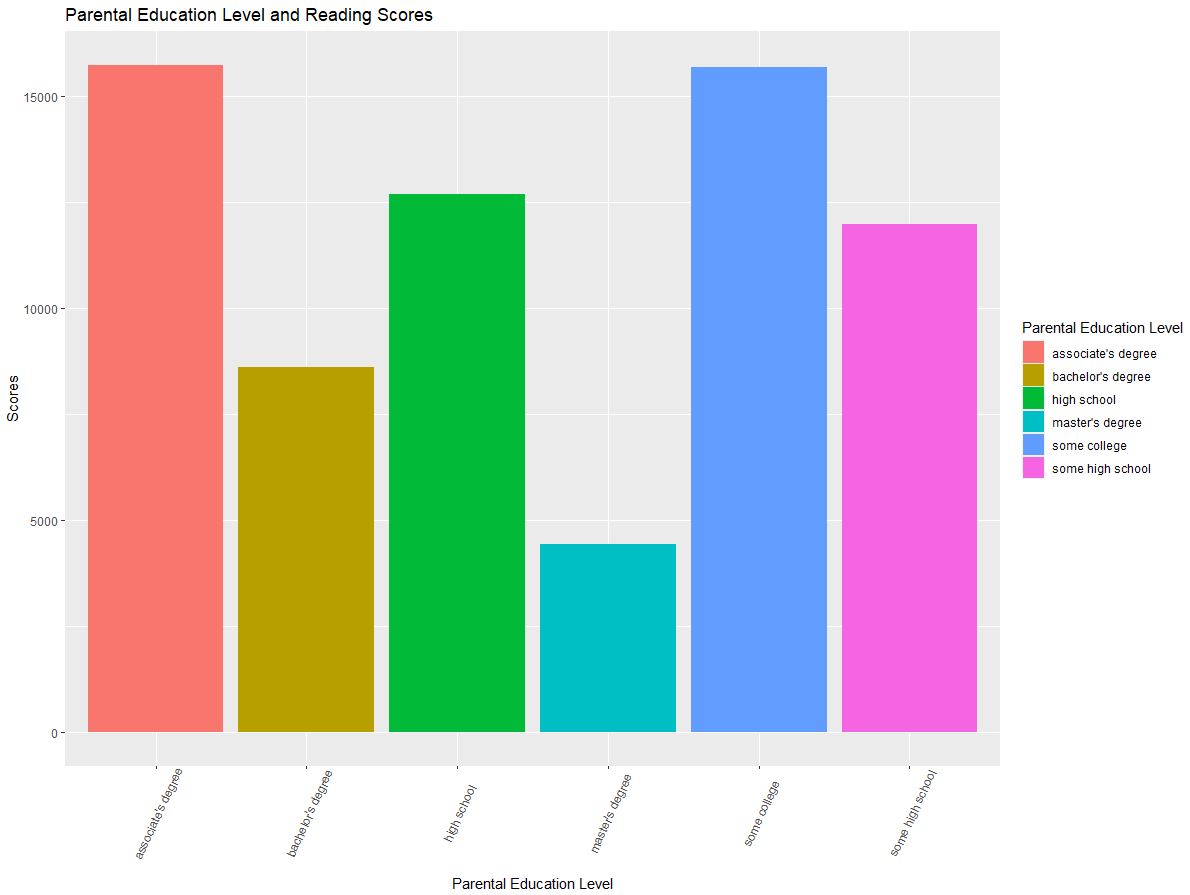 Parental Education Level and Reading Scores
Scores
15000
10000
5000
0
associate's degree
bachelor's degree
high school
master's degree
some college
some high school
Parental Education Level
Parental Education Level
associate's degree
bachelor's degree
high school
master's degree
some college
some high school